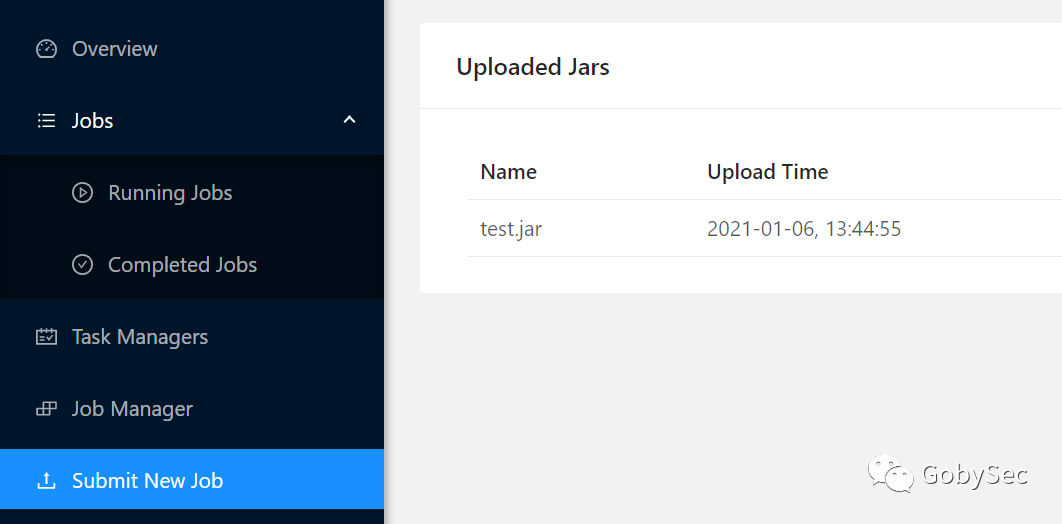 Overview
Jobs
Running Jobs
Completed Jobs
Task Managers
Job Manager
Submit New Job
Uploaded Jars
Name Upload Time
test.jar 2021-01-06, 13:44:55
GobySec